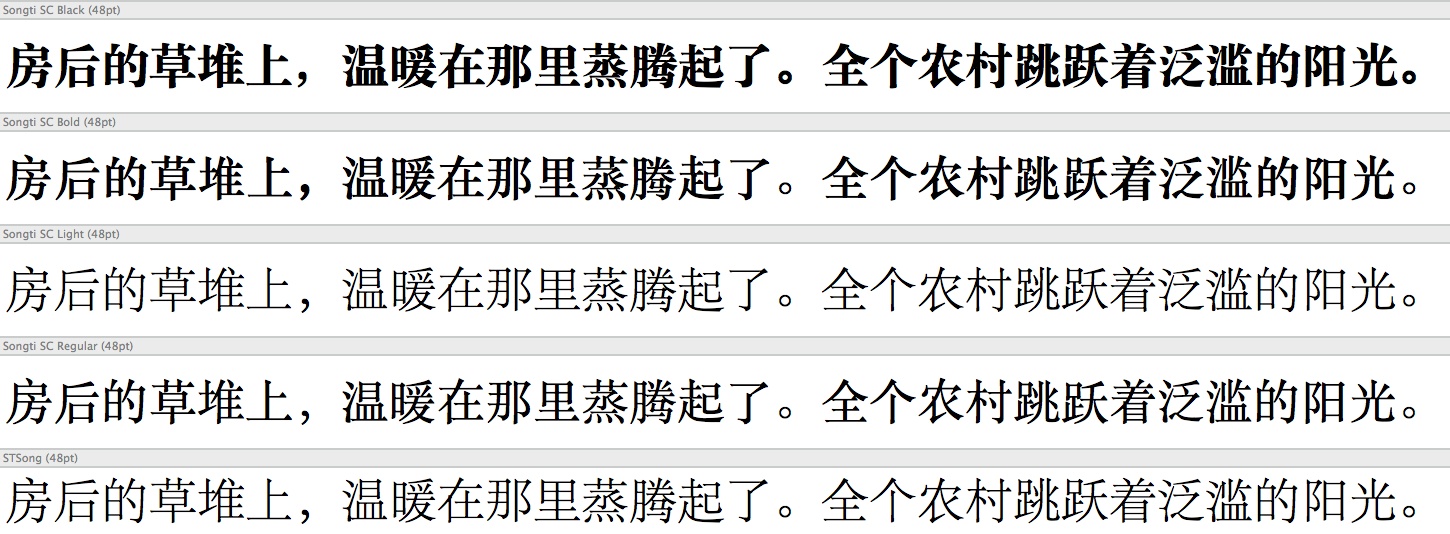 Songti SC Black (48pt)
房后的草堆上，温暖在那里蒸腾起了。全个农村跳跃着泛滥的阳光。
Songti SC Bold (48pt)
房后的草堆上，温暖在那里蒸腾起了。全个农村跳跃着泛滥的阳光。
Songti SC Light (48pt)
房后的草堆上，温暖在那里蒸腾起了。全个农村跳跃着泛滥的阳光。
Songti SC Regular (48pt)
房后的草堆上，温暖在那里蒸腾起了。全个农村跳跃着泛滥的阳光。
STSong (48pt)
房后的草堆上，温暖在那里蒸腾起了。全个农村跳跃着泛滥的阳光。